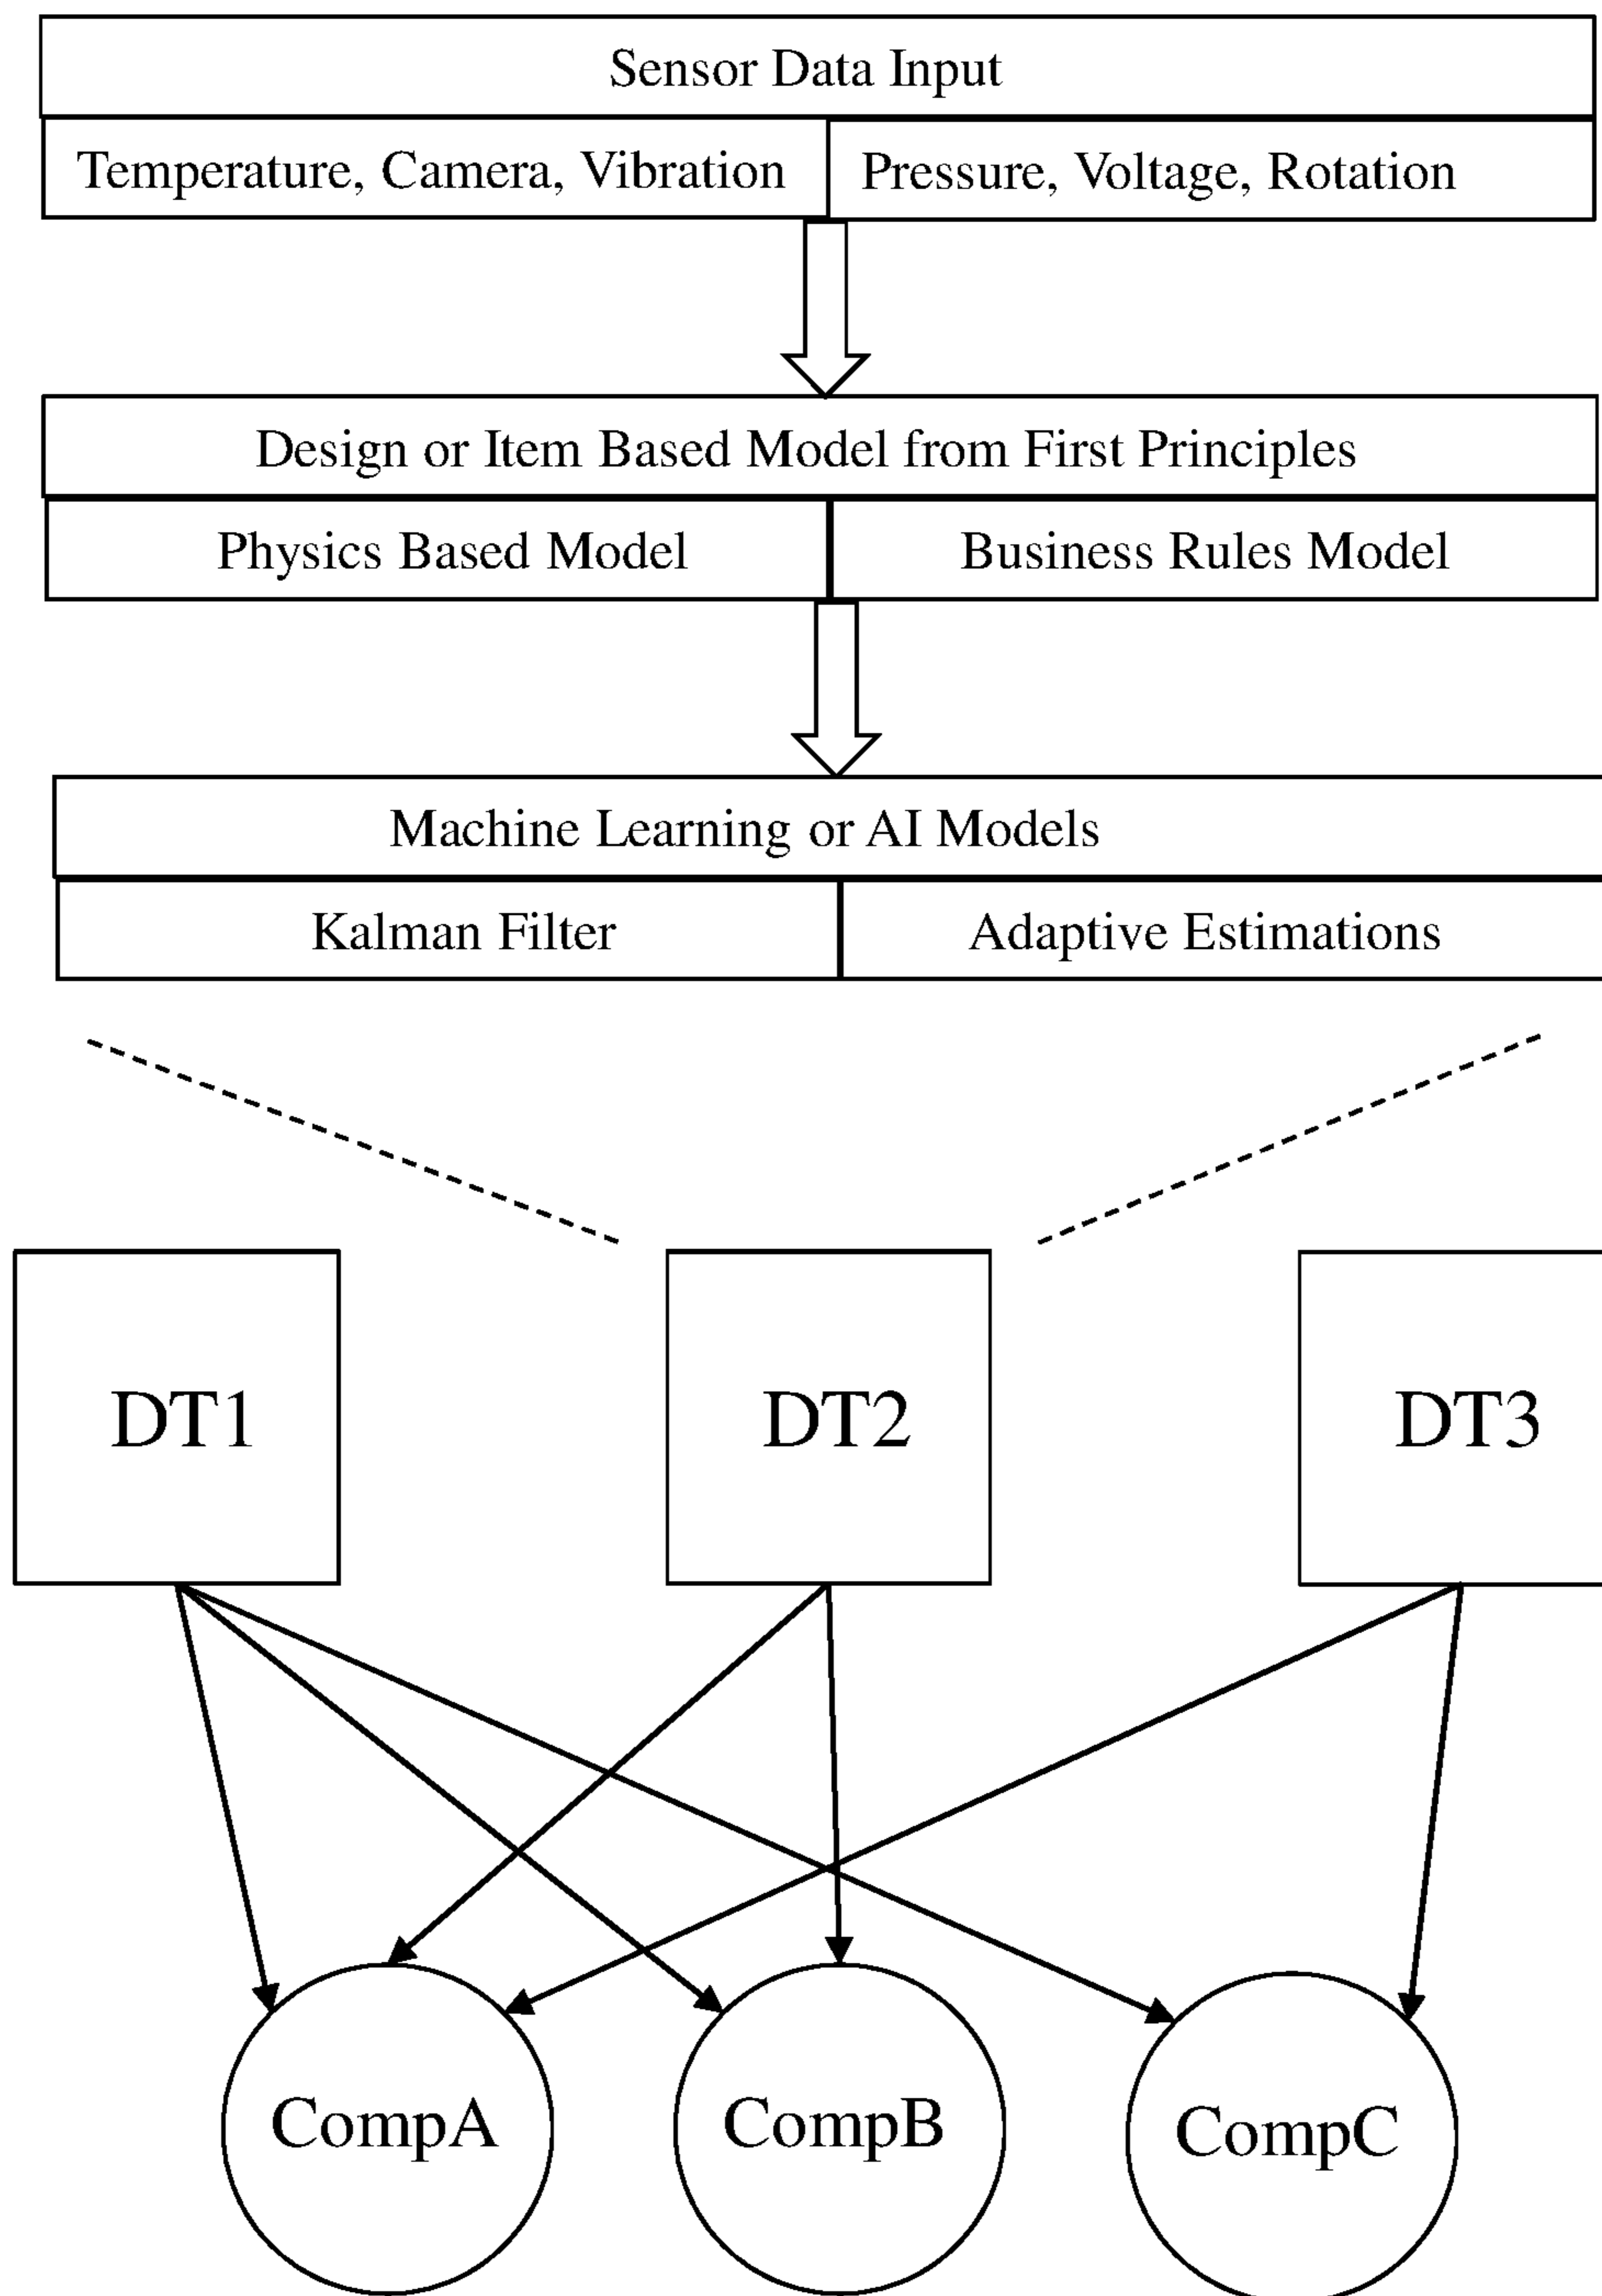 Sensor Data Input
Temperature, Camera, Vibration
Pressure, Voltage, Rotation
Design or Item Based Model from First Principles
Physics Based Model
Business Rules Model
Machine Learning or AI Models
Kalman Filter
Adaptive Estimations
DT1
DT2
DT3
CompA
CompB
CompC